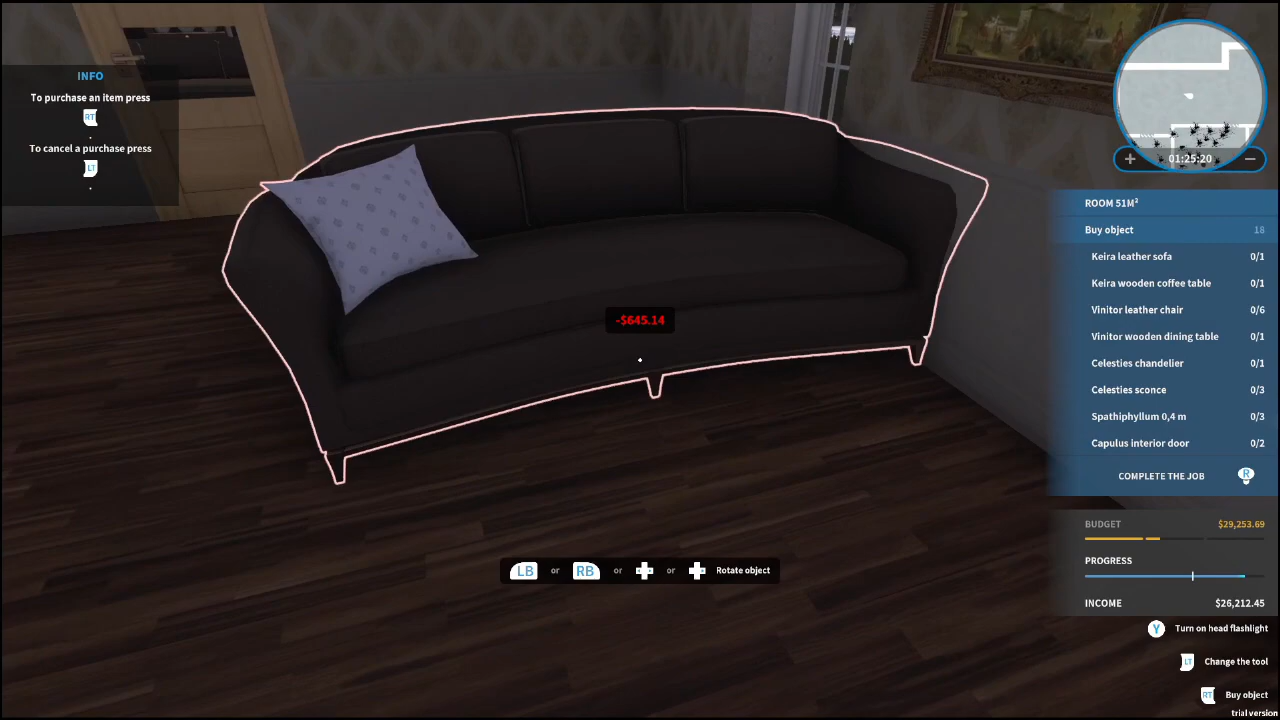 INFO
To purchase an item press
RT
.
To cancel a purchase press
LT
.
+ 01:25:20 −
ROOM 51M²
Buy object 18
Keira leather sofa 0/1
Keira wooden coffee table 0/1
Vinitor leather chair 0/6
Vinitor wooden dining table 0/1
Celesties chandelier 0/1
Celesties sconce 0/3
Spathiphyllum 0,4 m 0/3
Capulus interior door 0/2
COMPLETE THE JOB R
-$645.14
BUDGET $29,253.69
PROGRESS
INCOME $26,212.45
LB or RB or or Rotate object
Y Turn on head flashlight
LT Change the tool
RT Buy object
trial version